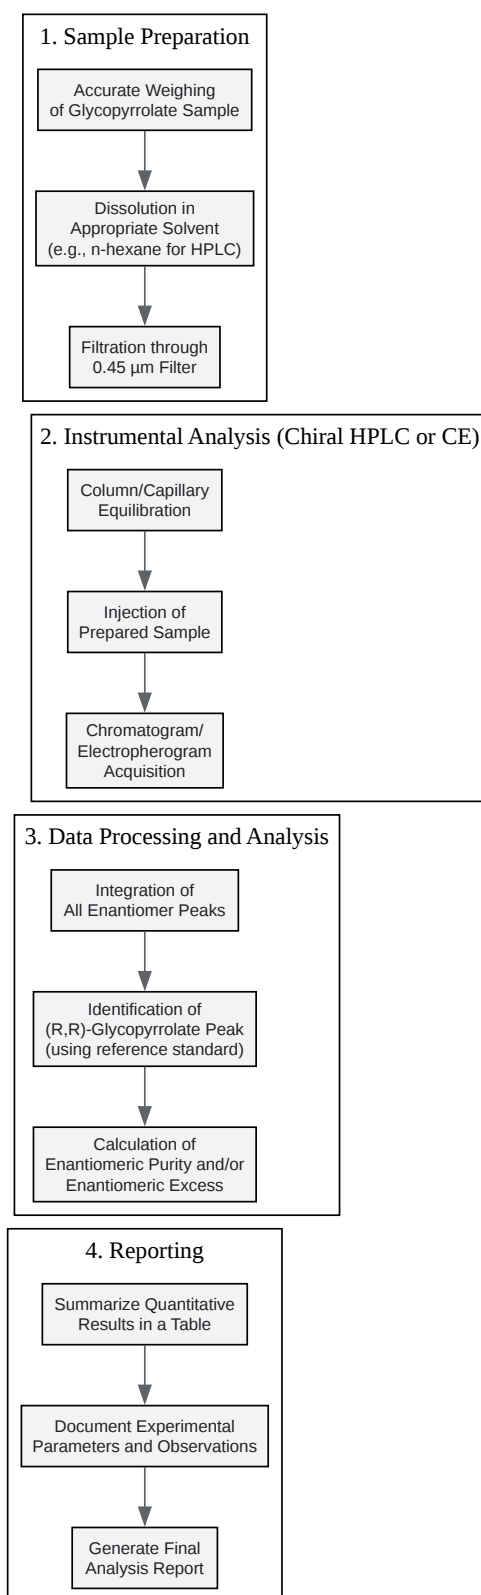 1. Sample Preparation
Accurate Weighing
of Glycopyrrolate Sample
Dissolution in
Appropriate Solvent
(e.g., n-hexane for HPLC)
Filtration through
0.45 µm Filter
2. Instrumental Analysis (Chiral HPLC or CE)
Column/Capillary
Equilibration
Injection of
Prepared Sample
Chromatogram/
Electropherogram
Acquisition
3. Data Processing and Analysis
Integration of
All Enantiomer Peaks
Identification of
(R,R)-Glycopyrrolate Peak
(using reference standard)
Calculation of
Enantiomeric Purity and/or
Enantiomeric Excess
4. Reporting
Summarize Quantitative
Results in a Table
Document Experimental
Parameters and Observations
Generate Final
Analysis Report